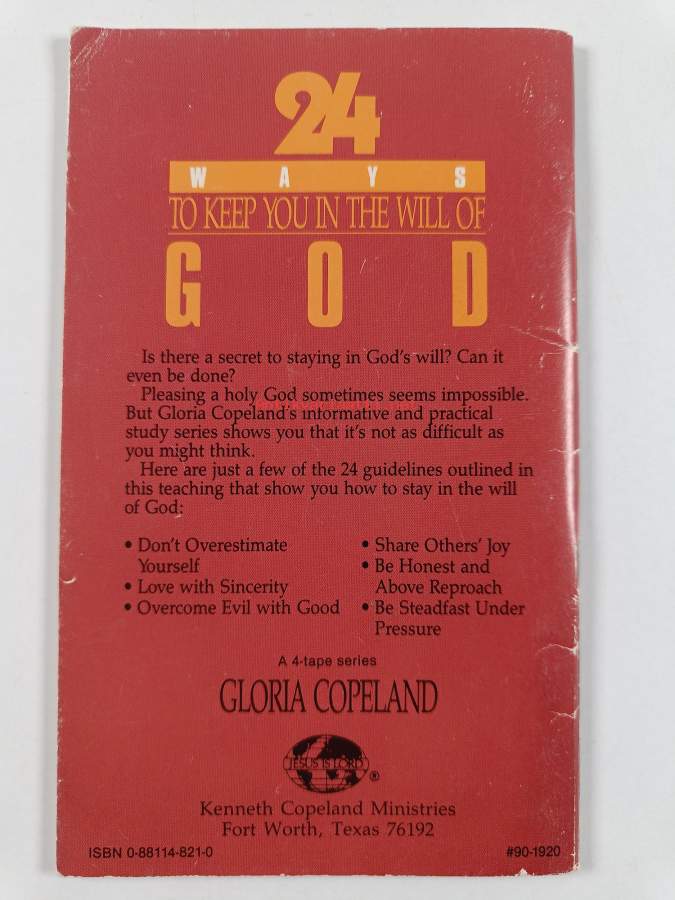 24
WAYS
TO KEEP YOU IN THE WILL OF
GOD
Is there a secret to staying in God's will? Can it
even be done?
Pleasing a holy God sometimes seems impossible.
But Gloria Copeland's informative and practical
study series shows you that it's not as difficult as
you might think.
Here are just a few of the 24 guidelines outlined in
this teaching that show you how to stay in the will
of God:
• Don't Overestimate
Yourself
• Love with Sincerity
• Overcome Evil with Good
• Share Others' Joy
• Be Honest and
Above Reproach
• Be Steadfast Under
Pressure
A 4-tape series
GLORIA COPELAND
JESUS IS LORD
®
Kenneth Copeland Ministries
Fort Worth, Texas 76192
ISBN 0-88114-821-0
#90-1920